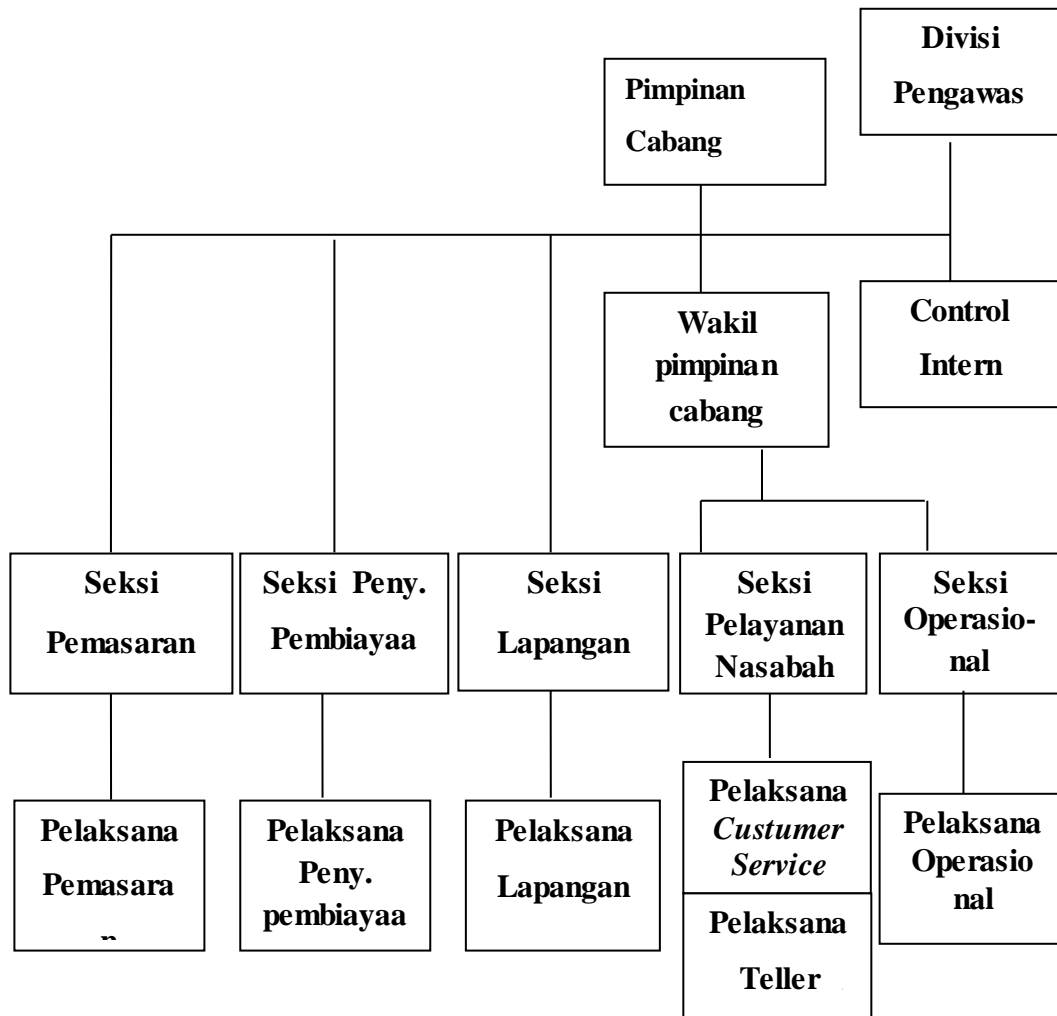 Divisi
Pengawas
Pimpinan
Cabang
Wakil
pimpinan
cabang
Control
Intern
Seksi
Pemasaran
Seksi Peny.
Pembiayaa
Seksi
Lapangan
Seksi
Pelayanan
Nasabah
Seksi
Operasio-
nal
Pelaksana
Pemasara
n
Pelaksana
Peny.
pembiayaa
Pelaksana
Lapangan
Pelaksana
Custumer
Service
Pelaksana
Teller
Pelaksana
Operasio
nal